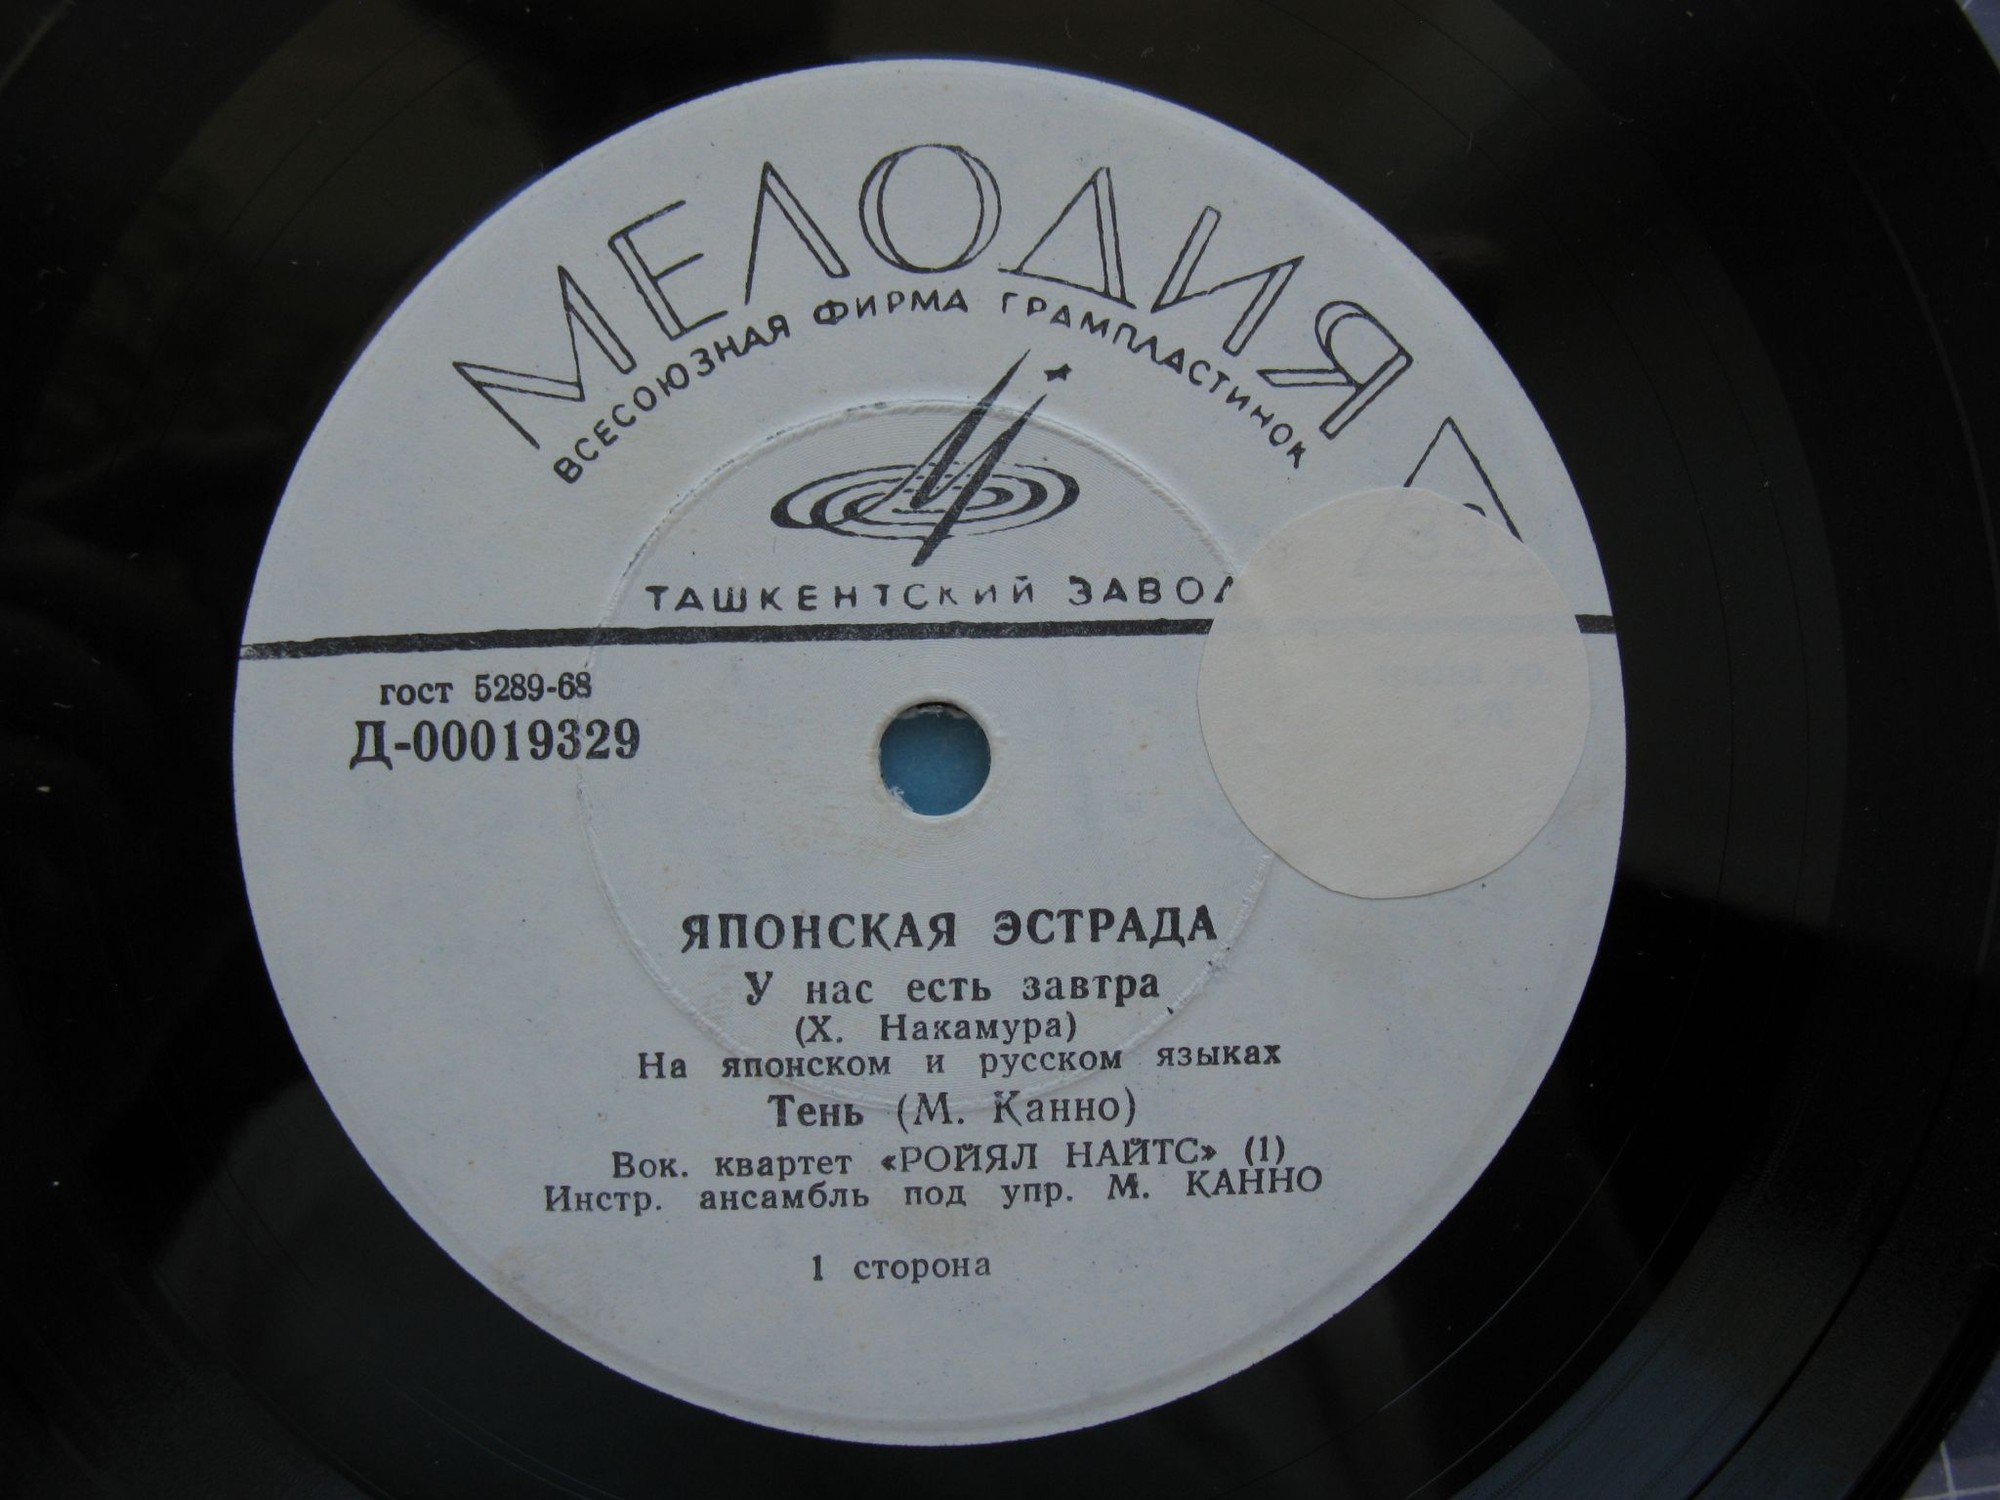 МЕЛОДИЯ
ВСЕСОЮЗНАЯ ФИРМА ГРАМПЛАСТИНОК
ТАШКЕНТСКИЙ ЗАВОД
ГОСТ 5289-68
Д-00019329
ЯПОНСКАЯ ЭСТРАДА
У нас есть завтра
(Х. Накамура)
На японском и русском языках
Тень (М. Канно)
Вок. квартет «РОЙЯЛ НАЙТС» (1)
Инстр. ансамбль под упр. М. КАННО
1 сторона